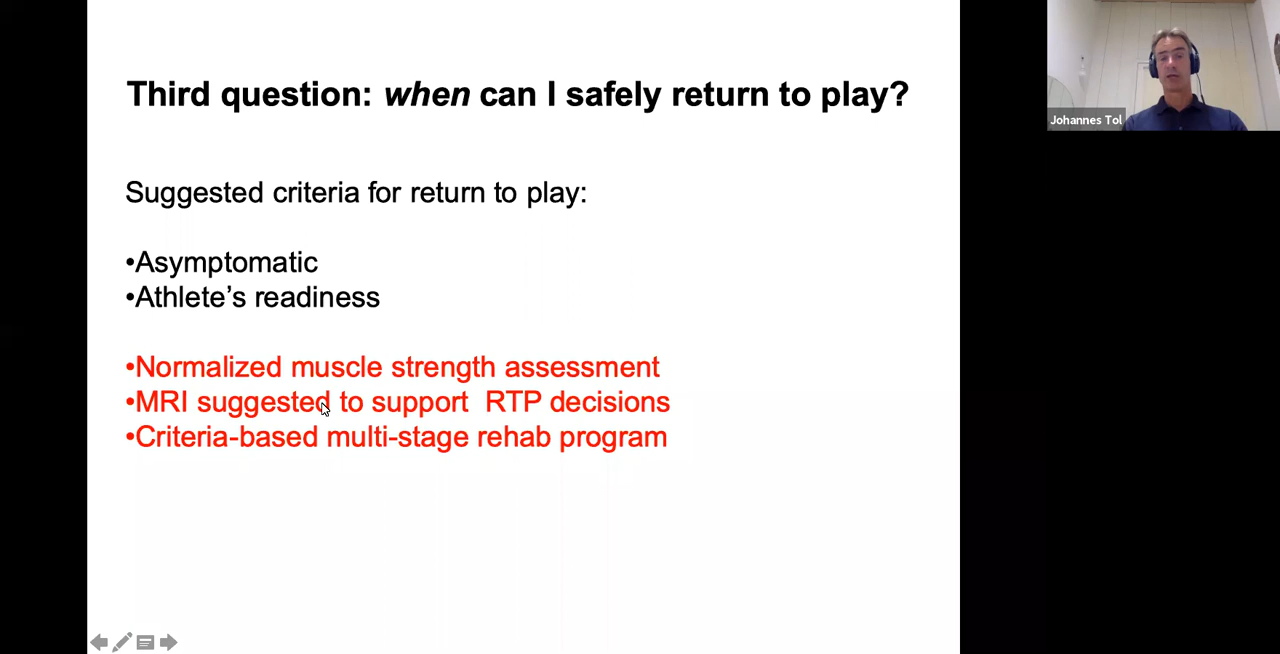 Third question: when can I safely return to play?
Suggested criteria for return to play:
•Asymptomatic
•Athlete’s readiness
•Normalized muscle strength assessment
•MRI suggested to support  RTP decisions
•Criteria-based multi-stage rehab program
Johannes Tol